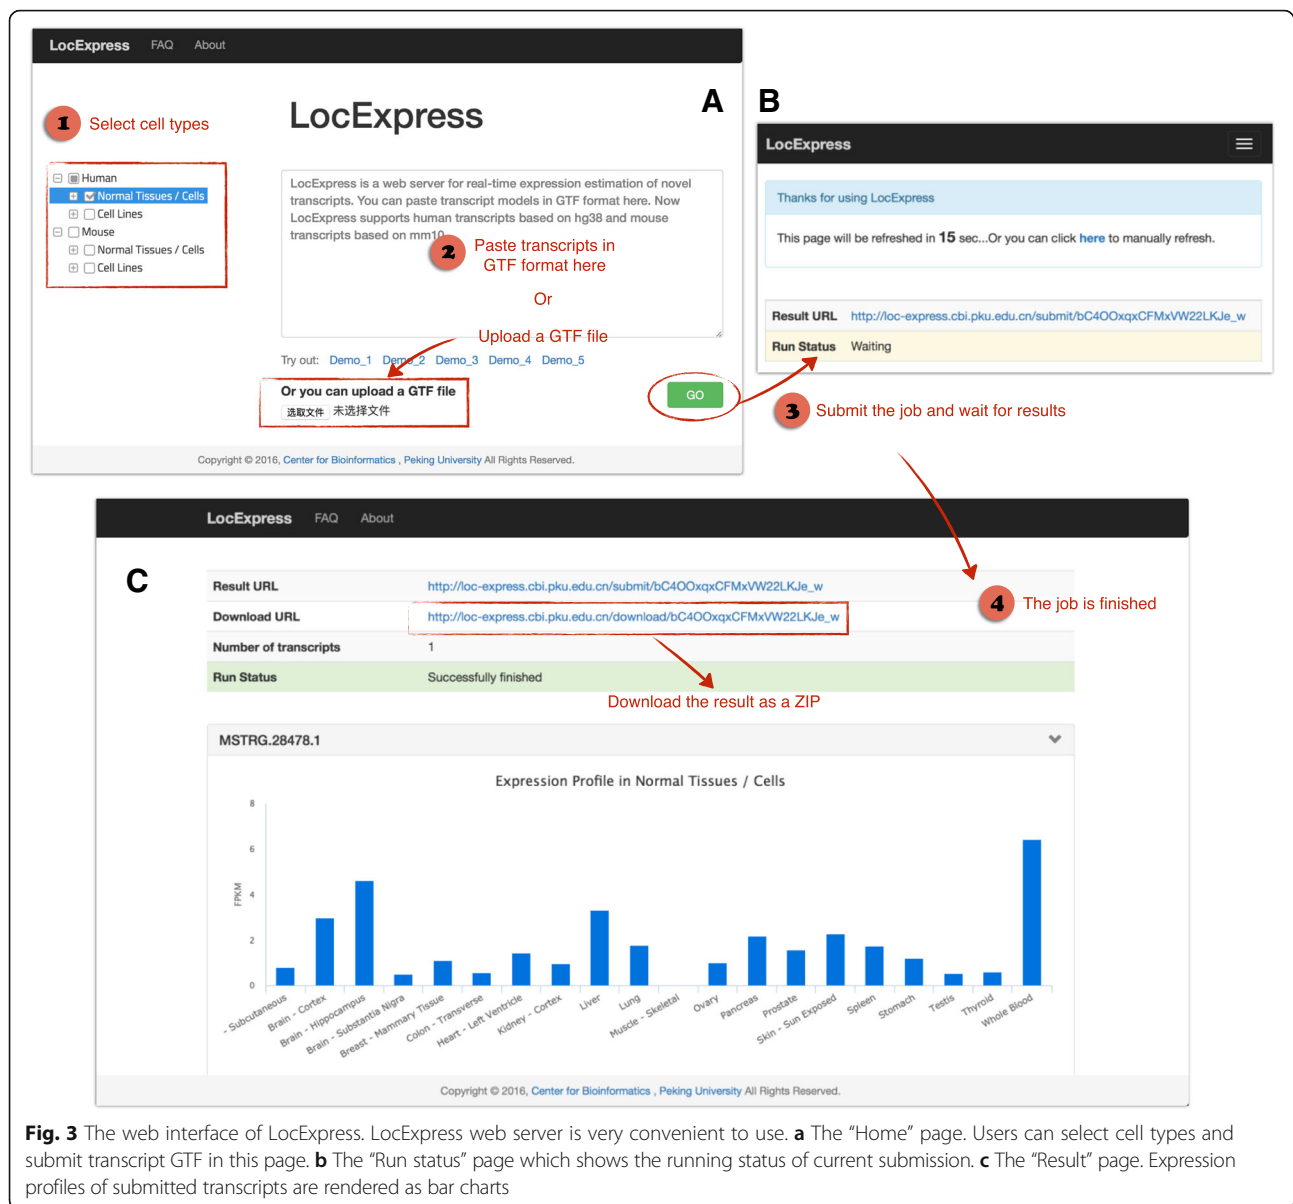 LocExpress FAQ About
A
1 Select cell types
LocExpress
Human
Normal Tissues / Cells
Cell Lines
Mouse
Normal Tissues / Cells
Cell Lines
LocExpress is a web server for real-time expression estimation of novel
transcripts. You can paste transcript models in GTF format here. Now
LocExpress supports human transcripts based on hg38 and mouse
transcripts based on mm10
2 Paste transcripts in
GTF format here
Or
Upload a GTF file
Try out: Demo_1 Demo_2 Demo_3 Demo_4 Demo_5
Or you can upload a GTF file
选取文件 未选择文件
GO
Copyright © 2016, Center for Bioinformatics , Peking University All Rights Reserved.
B
LocExpress
Thanks for using LocExpress
This page will be refreshed in 15 sec...Or you can click here to manually refresh.
Result URL http://loc-express.cbi.pku.edu.cn/submit/bC4OOxqxCFMxVW22LKJe_w
Run Status Waiting
3 Submit the job and wait for results
LocExpress FAQ About
C
Result URL http://loc-express.cbi.pku.edu.cn/submit/bC4OOxqxCFMxVW22LKJe_w
Download URL http://loc-express.cbi.pku.edu.cn/download/bC4OOxqxCFMxVW22LKJe_w
4 The job is finished
Number of transcripts 1
Run Status Successfully finished
Download the result as a ZIP
MSTRG.28478.1
Expression Profile in Normal Tissues / Cells
8
6
4
2
0
FPKM
- Subcutaneous
Brain - Cortex
Brain - Hippocampus
Brain - Substantia Nigra
Breast - Mammary Tissue
Colon - Transverse
Heart - Left Ventricle
Kidney - Cortex
Liver
Lung
Muscle - Skeletal
Ovary
Pancreas
Prostate
Skin - Sun Exposed
Spleen
Stomach
Testis
Thyroid
Whole Blood
Copyright © 2016, Center for Bioinformatics , Peking University All Rights Reserved.
Fig. 3 The web interface of LocExpress. LocExpress web server is very convenient to use. a The “Home” page. Users can select cell types and
submit transcript GTF in this page. b The “Run status” page which shows the running status of current submission. c The “Result” page. Expression
profiles of submitted transcripts are rendered as bar charts